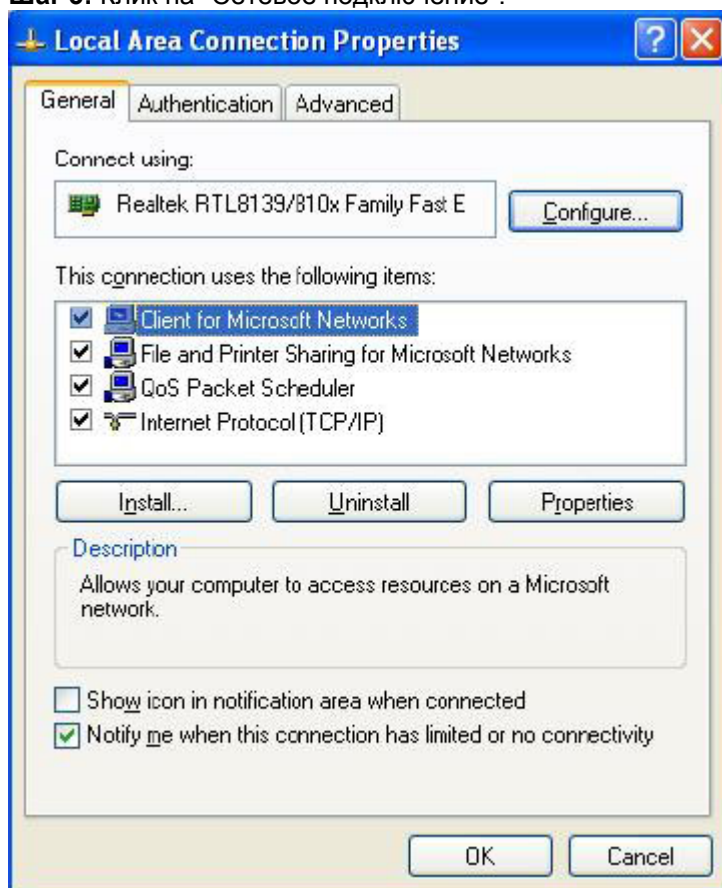 Шаг 3. Клик на "Сетевое подключение".
Local Area Connection Properties
General Authentication Advanced
Connect using:
Realtek RTL8139/810x Family Fast E Configure...
This connection uses the following items:
Client for Microsoft Networks
File and Printer Sharing for Microsoft Networks
QoS Packet Scheduler
Internet Protocol (TCP/IP)
Install... Uninstall Properties
Description
Allows your computer to access resources on a Microsoft
network.
Show icon in notification area when connected
Notify me when this connection has limited or no connectivity
OK Cancel